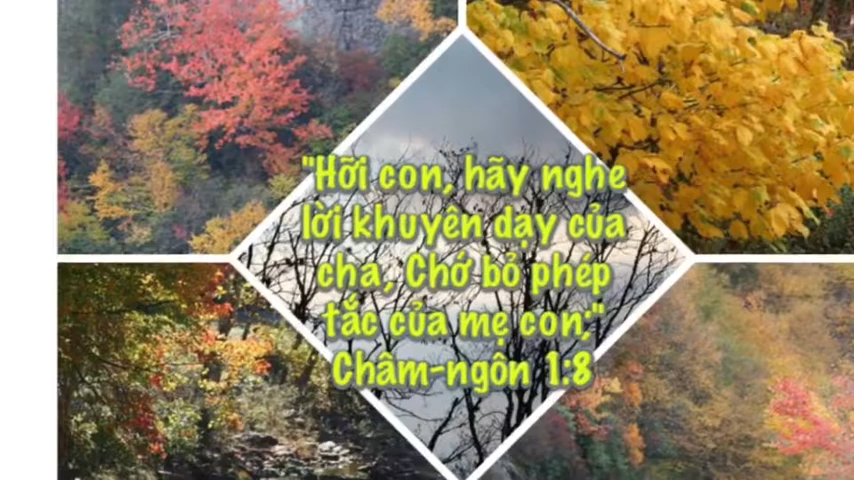 "Hỡi con, hãy nghe
lời khuyên dạy của
cha, Chớ bỏ phép
tắc của mẹ con;"
Châm-ngôn 1:8